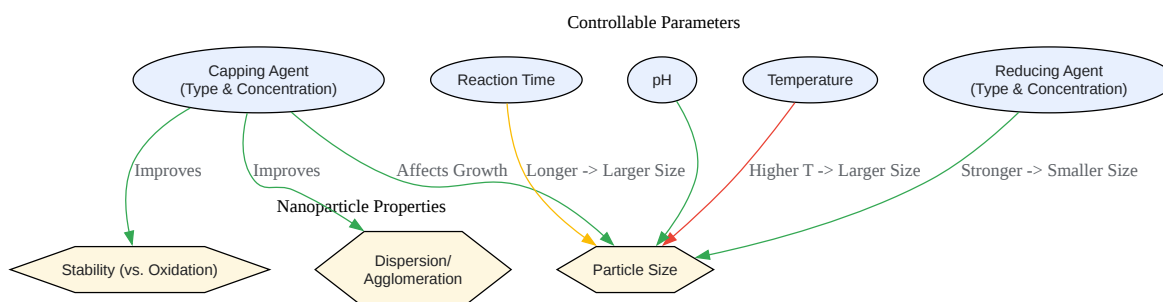 Controllable Parameters
Capping Agent
(Type & Concentration)
Reaction Time
pH
Temperature
Reducing Agent
(Type & Concentration)
Improves
Improves
Affects Growth
Longer -> Larger Size
Higher T -> Larger Size
Stronger -> Smaller Size
Nanoparticle Properties
Stability (vs. Oxidation)
Dispersion/
Agglomeration
Particle Size